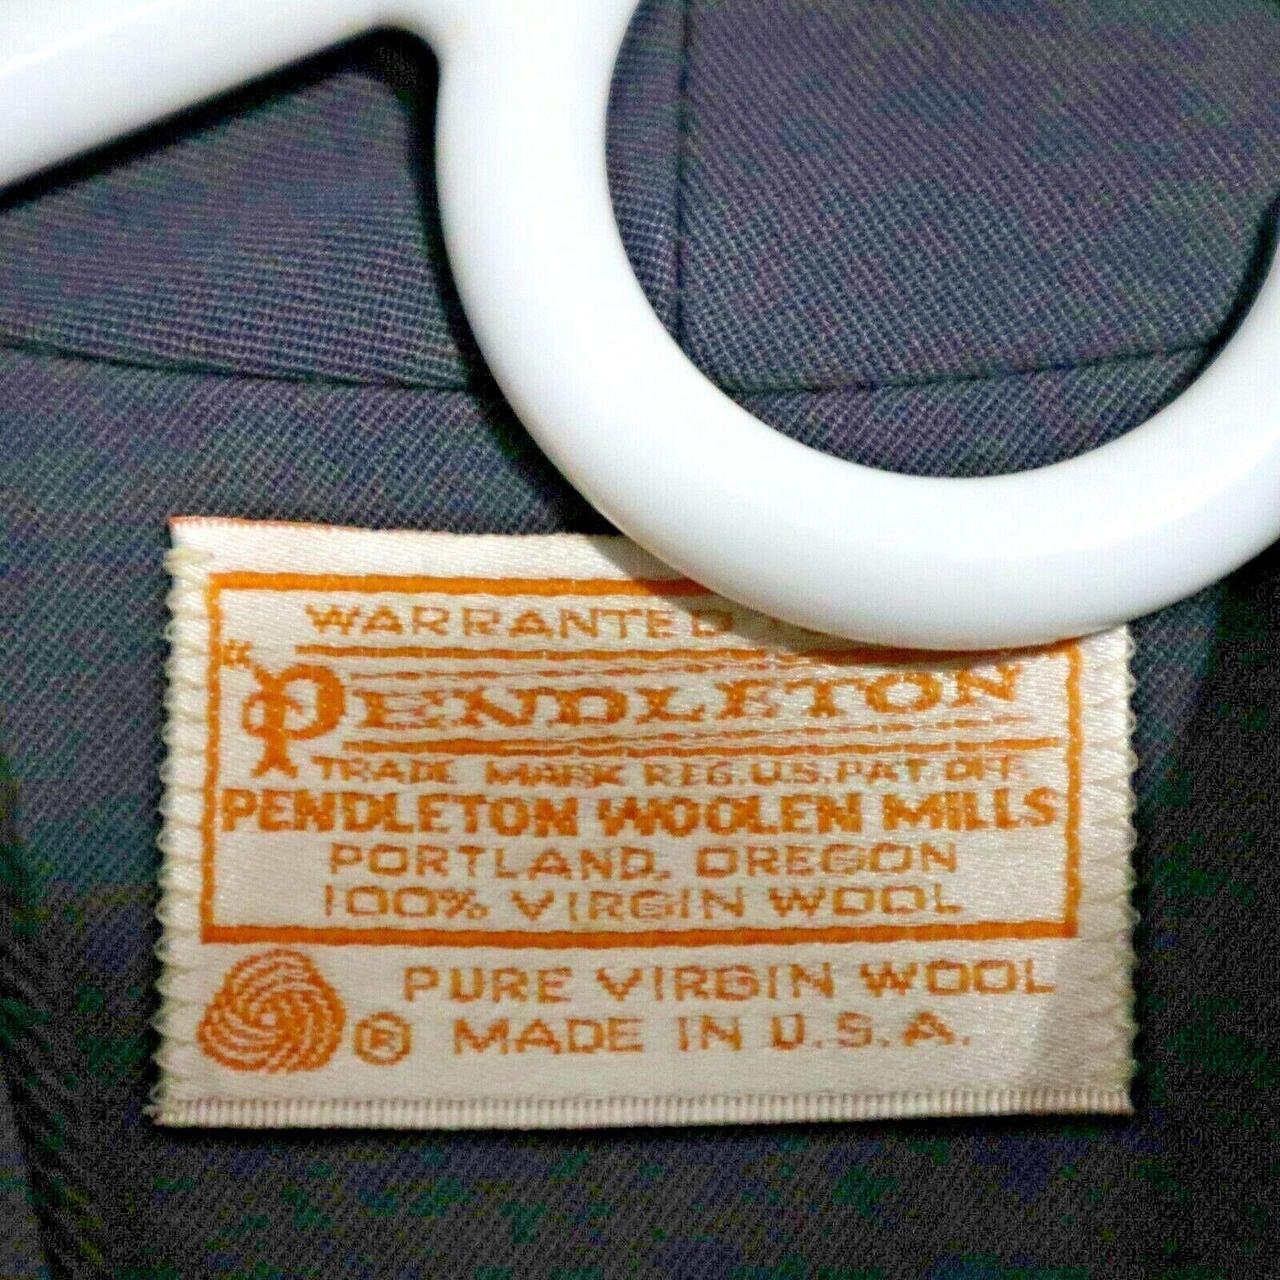 WARRANTED
"PENDLETON
TRADE MARK REG.U.S.PAT.OFF.
PENDLETON WOOLEN MILLS
PORTLAND, OREGON
100% VIRGIN WOOL
PURE VIRGIN WOOL
® MADE IN U.S.A.